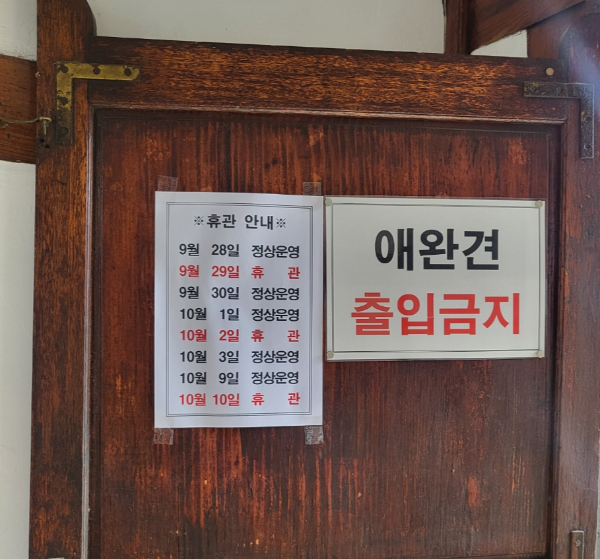 ※휴관 안내※
9월 28일 정상운영
9월 29일 휴 관
9월 30일 정상운영
10월 1일 정상운영
10월 2일 휴 관
10월 3일 정상운영
10월 9일 정상운영
10월 10일 휴 관
애완견
출입금지